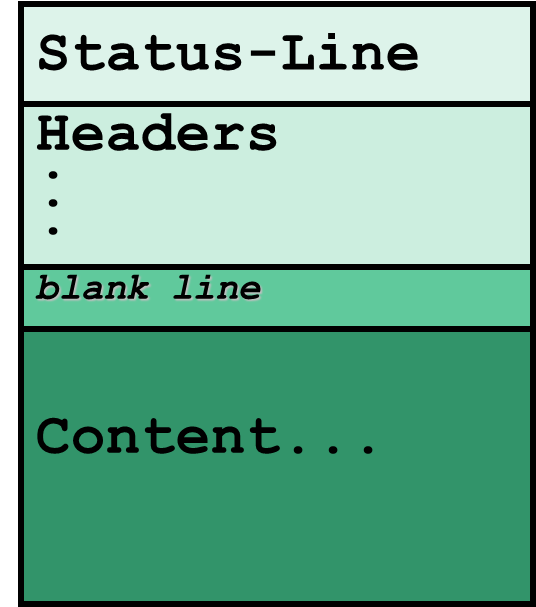 Status-Line
Headers
.
.
.
blank line
Content...